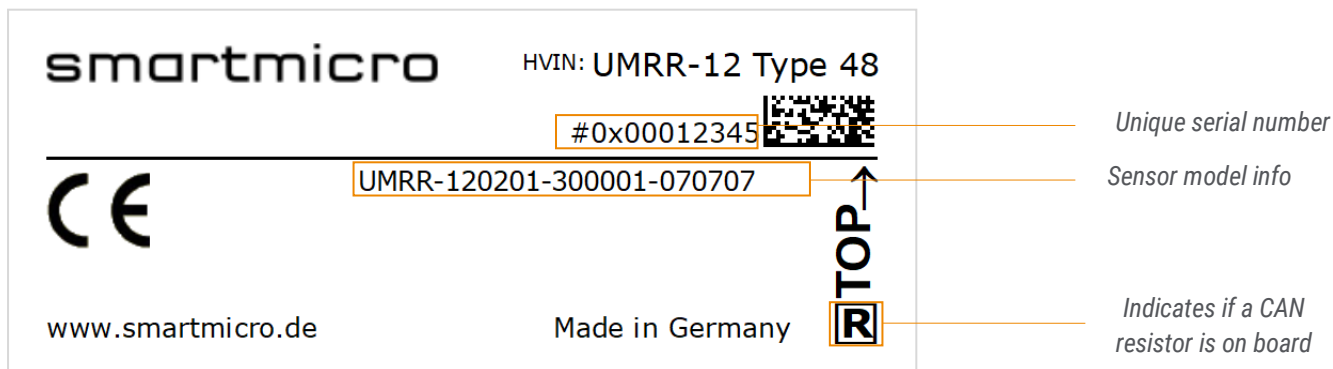 smartmicro
HVIN: UMRR-12 Type 48
#0x00012345
Unique serial number
UMRR-120201-300001-070707
Sensor model info
CE
TOP→
R
Indicates if a CAN
resistor is on board
www.smartmicro.de
Made in Germany